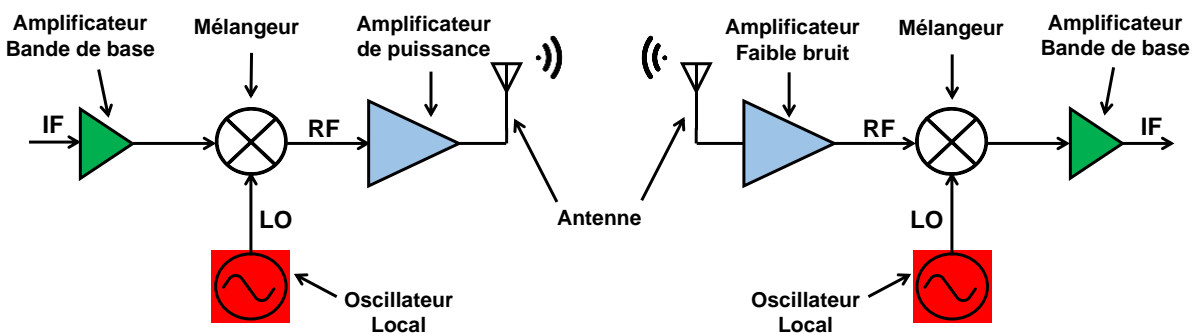 Amplificateur
Bande de base
Mélangeur
Amplificateur
de puissance
IF
RF
LO
Oscillateur
Local
Antenne
Amplificateur
Faible bruit
Mélangeur
Amplificateur
Bande de base
RF
IF
LO
Oscillateur
Local